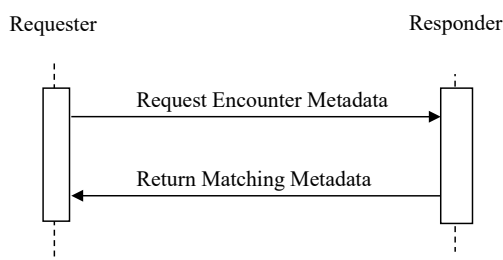 Requester
Responder
Request Encounter Metadata
Return Matching Metadata